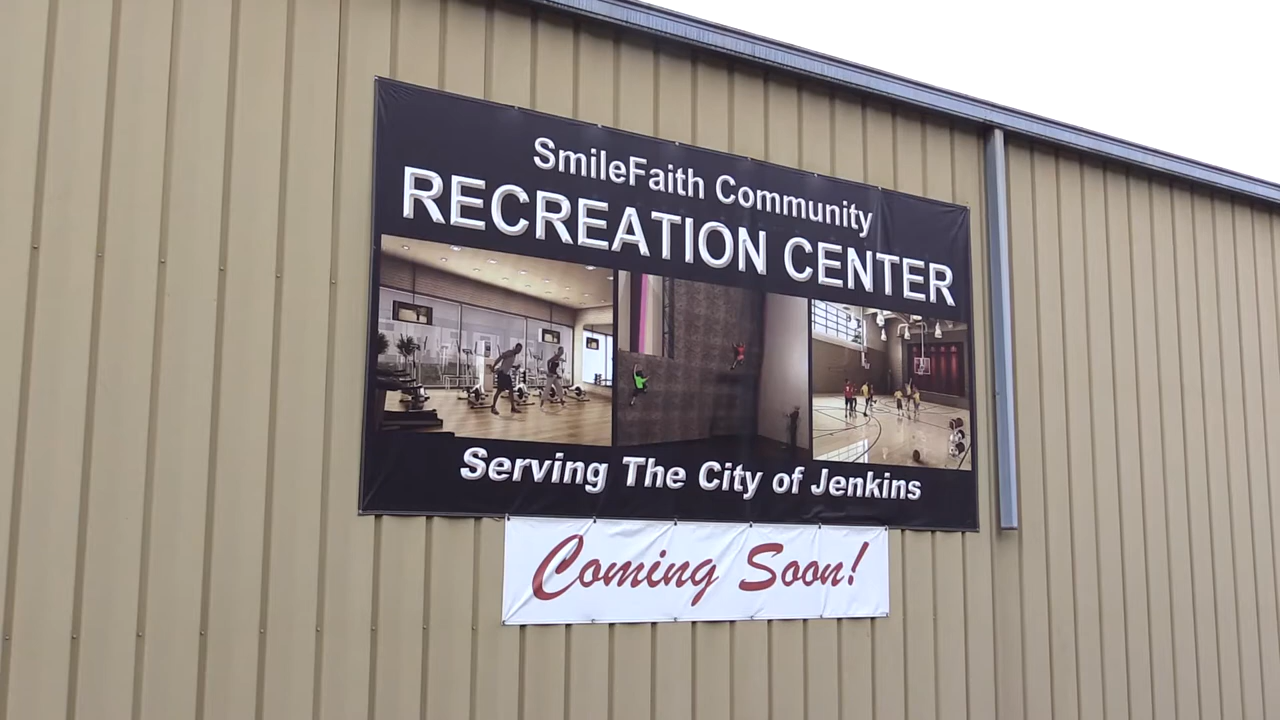 SmileFaith Community
RECREATION CENTER
Serving The City of Jenkins
Coming Soon!